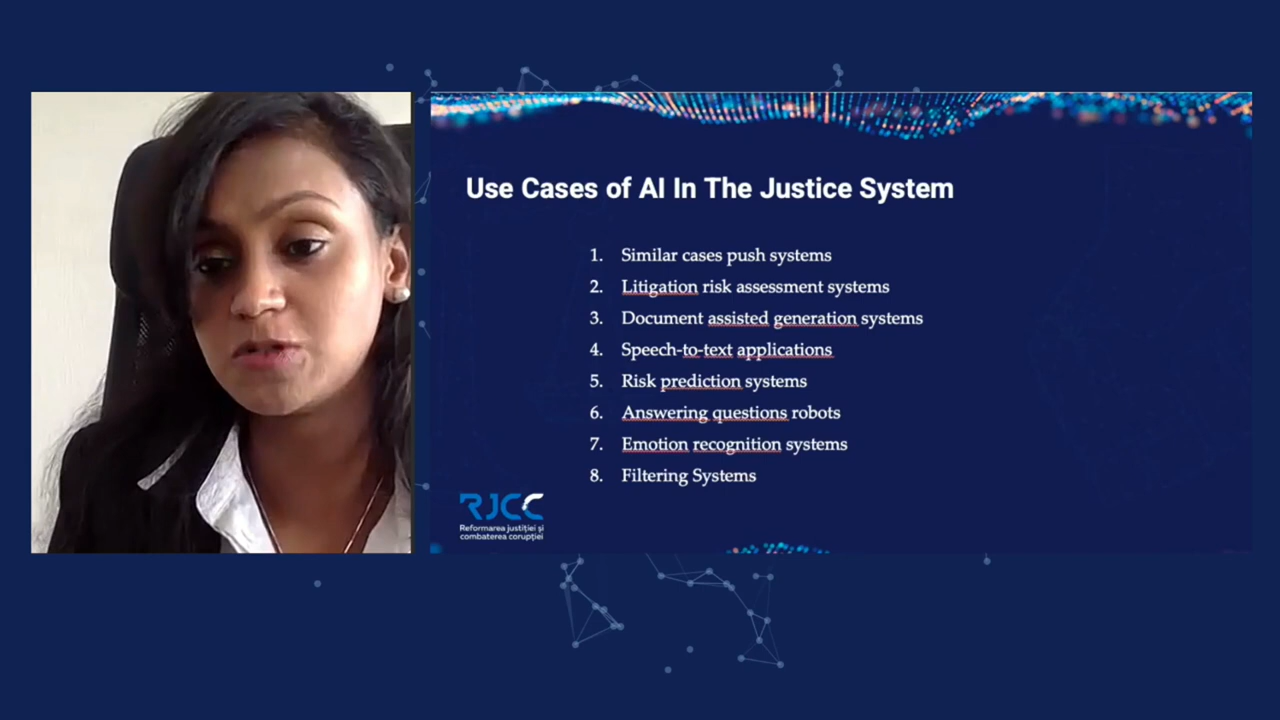 Use Cases of AI In The Justice System
1. Similar cases push systems
2. Litigation risk assessment systems
3. Document assisted generation systems
4. Speech-to-text applications
5. Risk prediction systems
6. Answering questions robots
7. Emotion recognition systems
8. Filtering Systems
RJCC
Reformarea justiției și
combaterea corupției